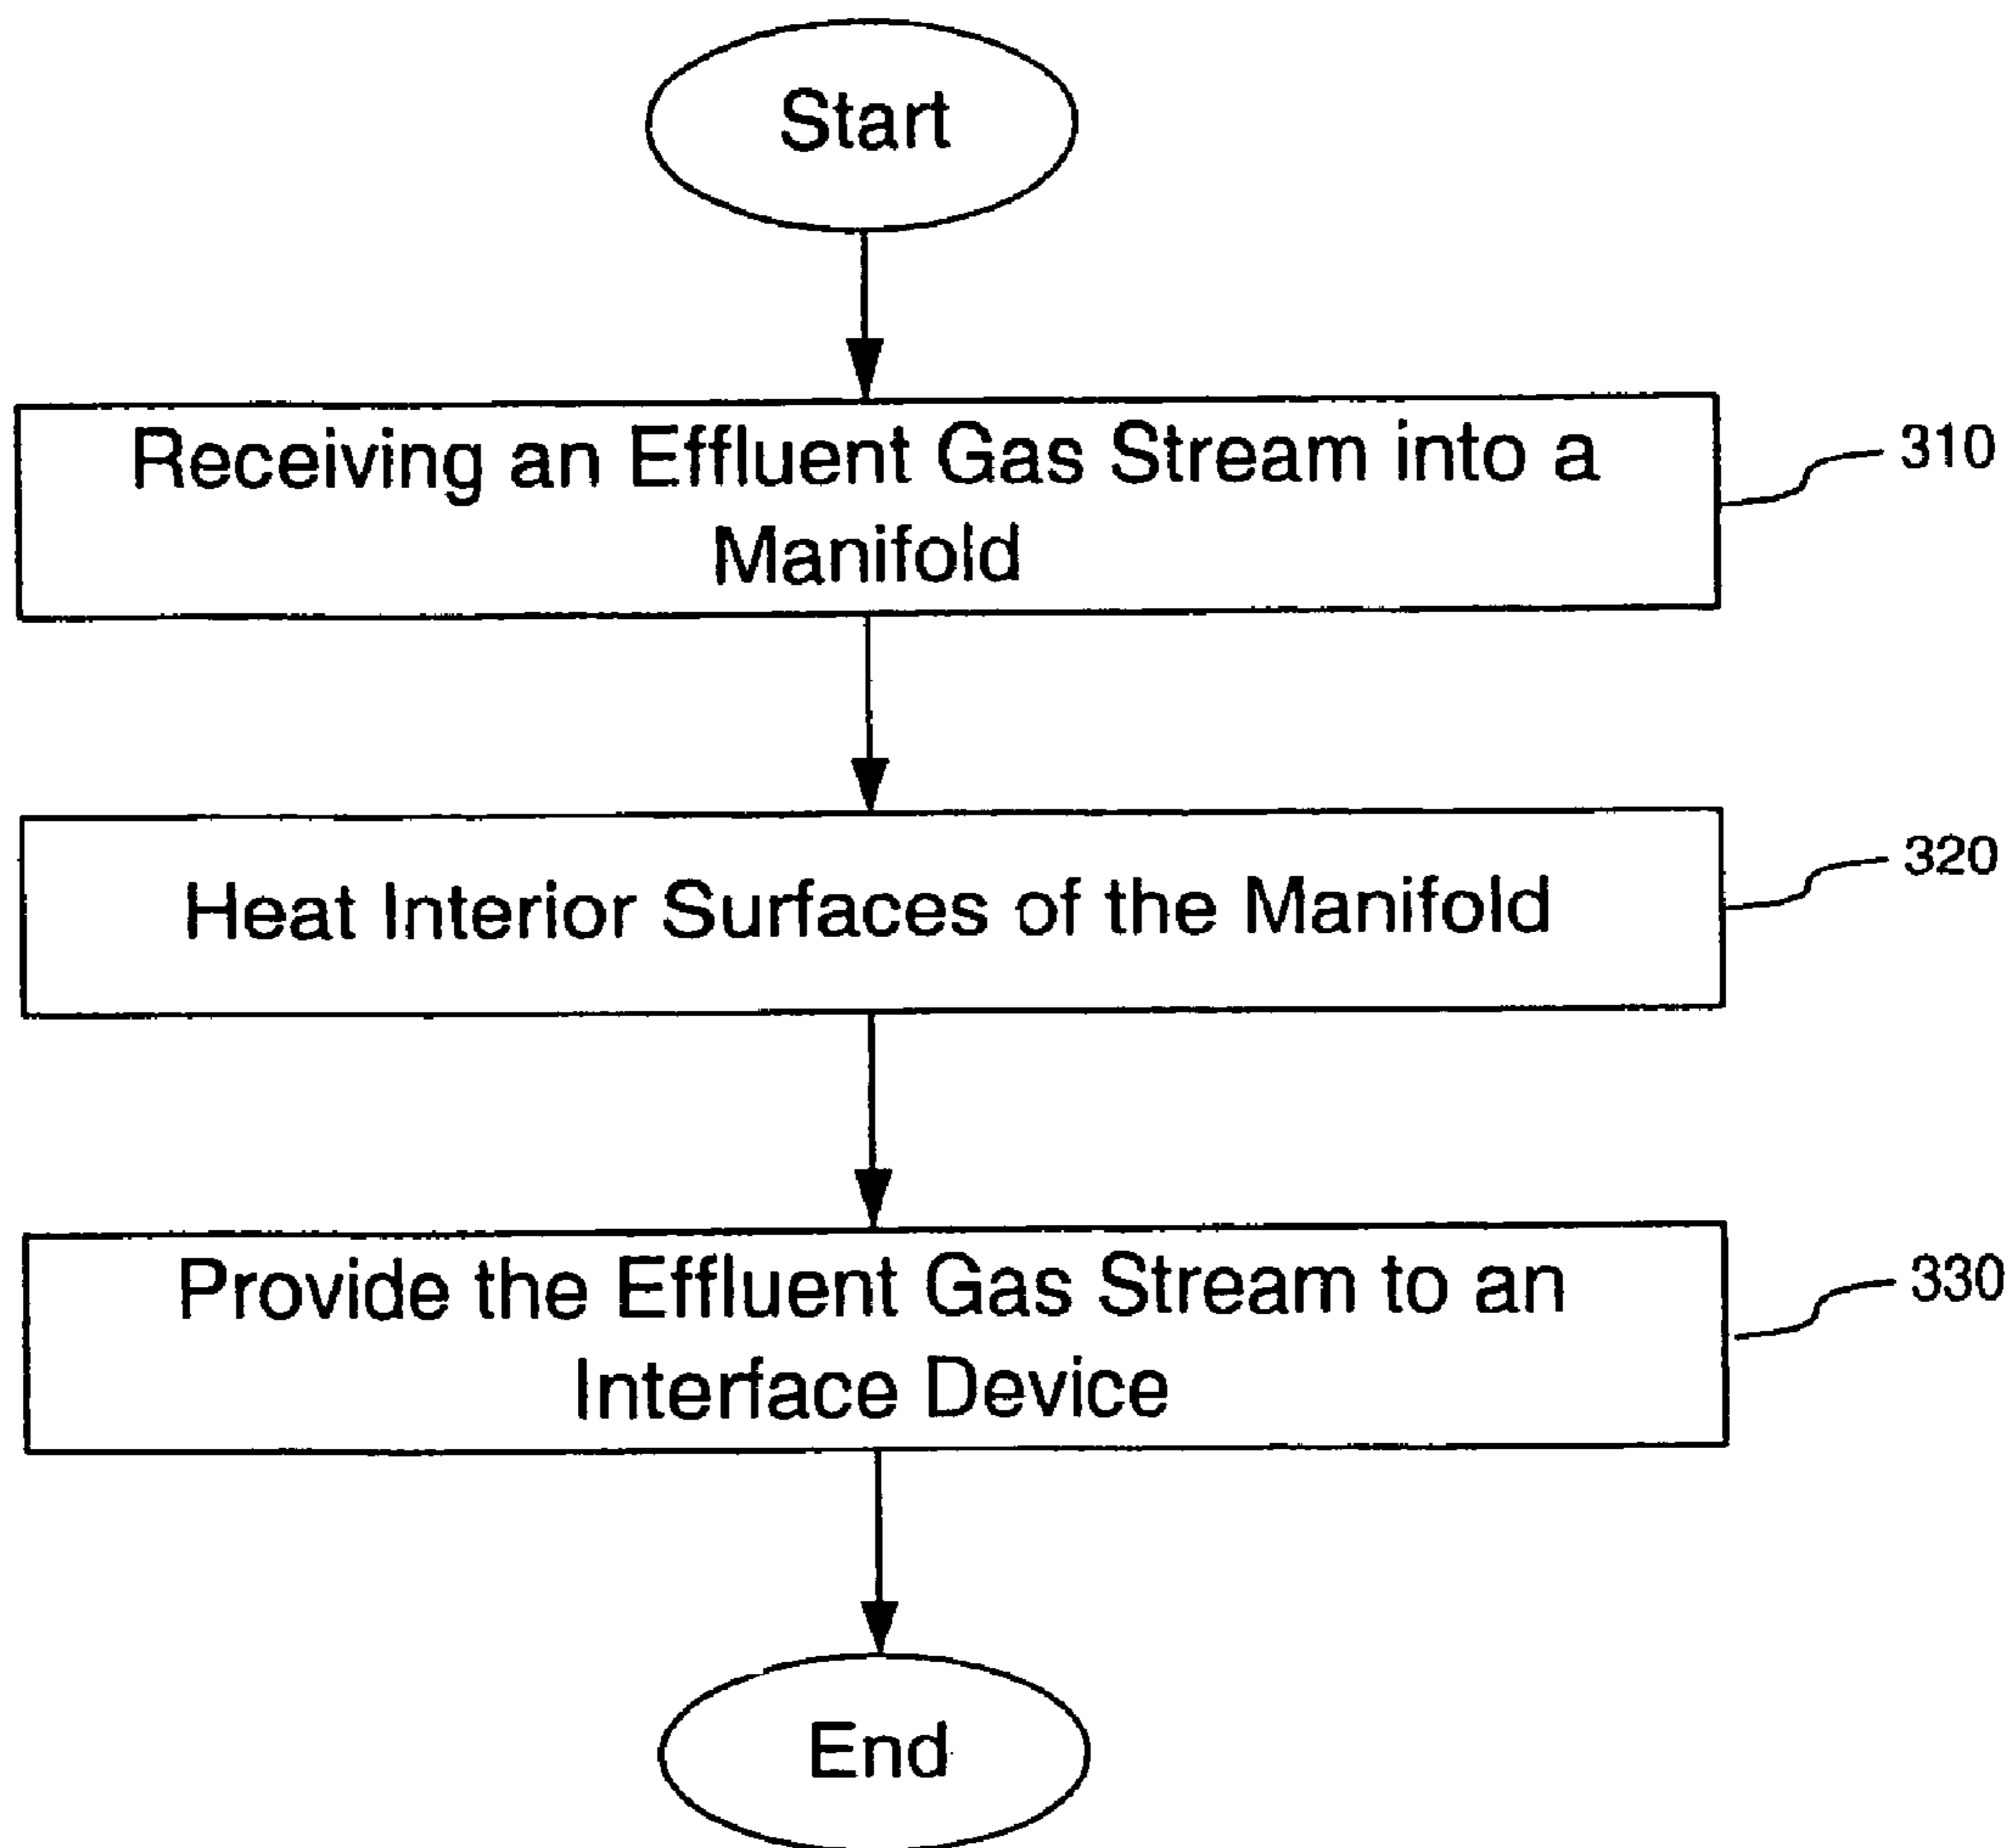 Start
Receiving an Effluent Gas Stream into a
Manifold
310
Heat Interior Surfaces of the Manifold
320
Provide the Effluent Gas Stream to an
Interface Device
330
End